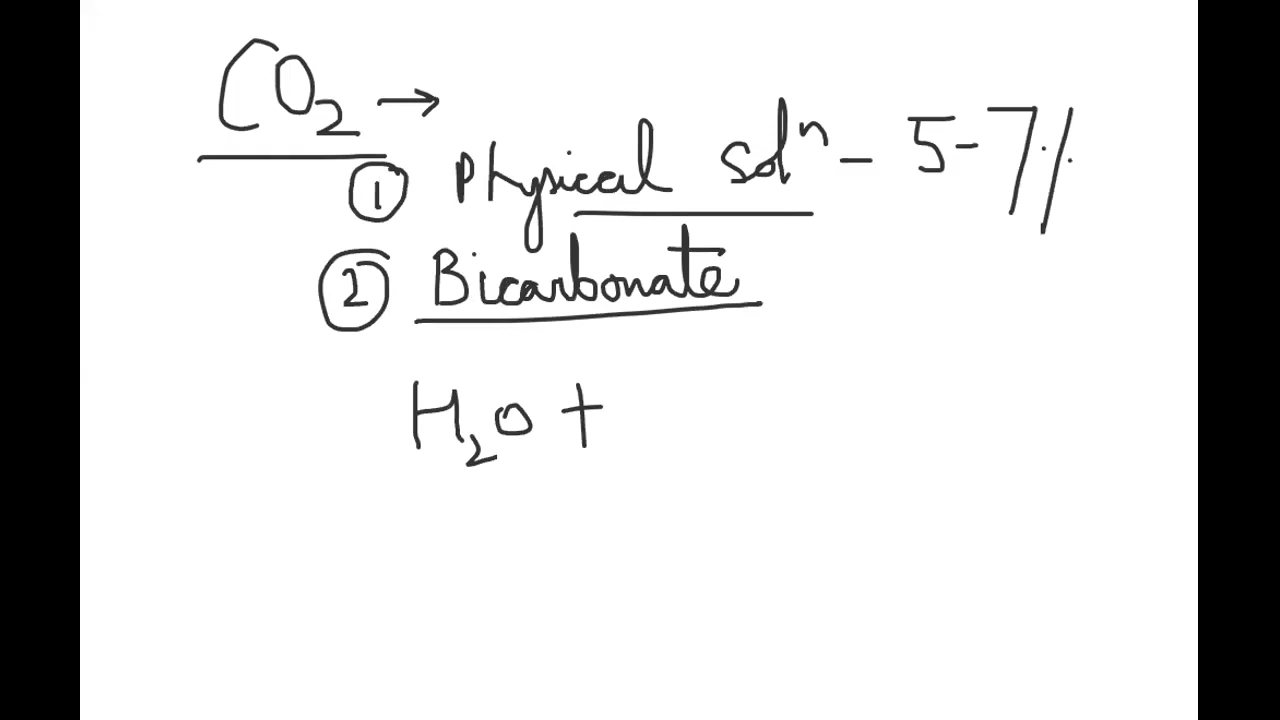 CO₂ →
① Physical solⁿ - 5-7%
② Bicarbonate
H₂O +